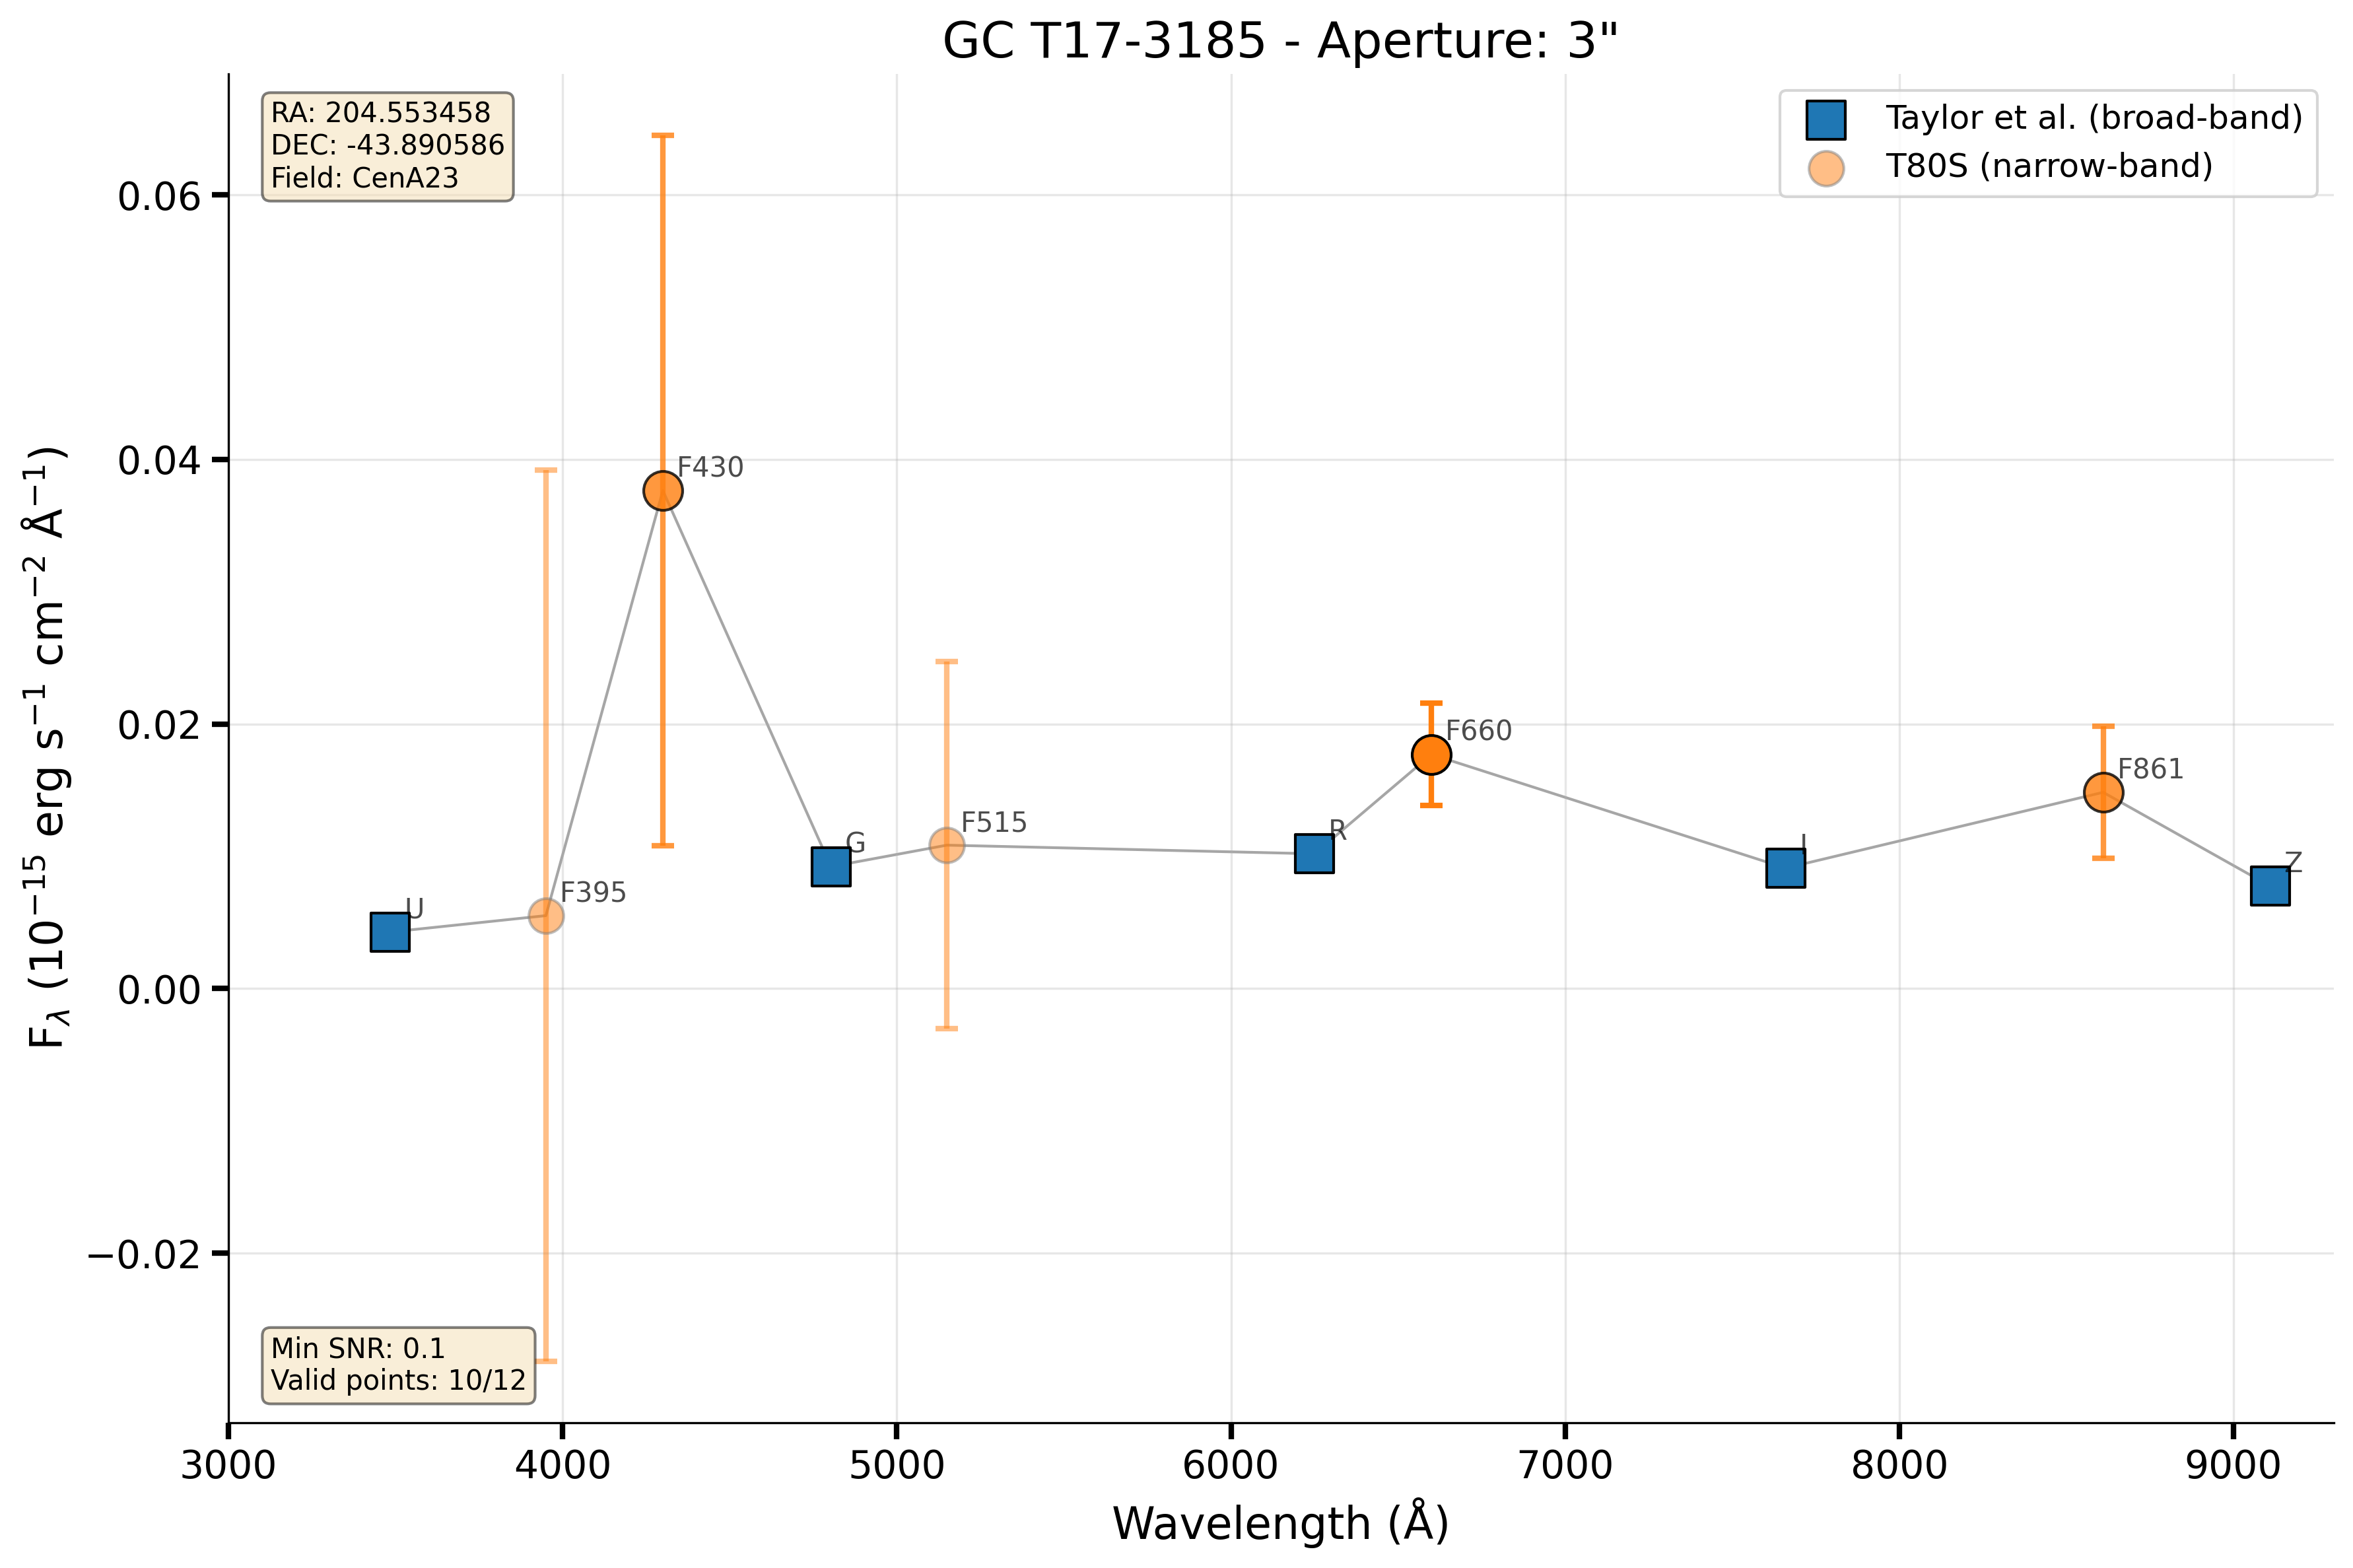 GC T17-3185 - Aperture: 3"
RA: 204.553458
DEC: -43.890586
Field: CenA23
Taylor et al. (broad-band)
T80S (narrow-band)
0.06
0.04
0.02
0.00
−0.02
F_λ (10⁻¹⁵ erg s⁻¹ cm⁻² Å⁻¹)
U
F395
F430
G
F515
R
F660
I
F861
Z
Min SNR: 0.1
Valid points: 10/12
3000 4000 5000 6000 7000 8000 9000
Wavelength (Å)